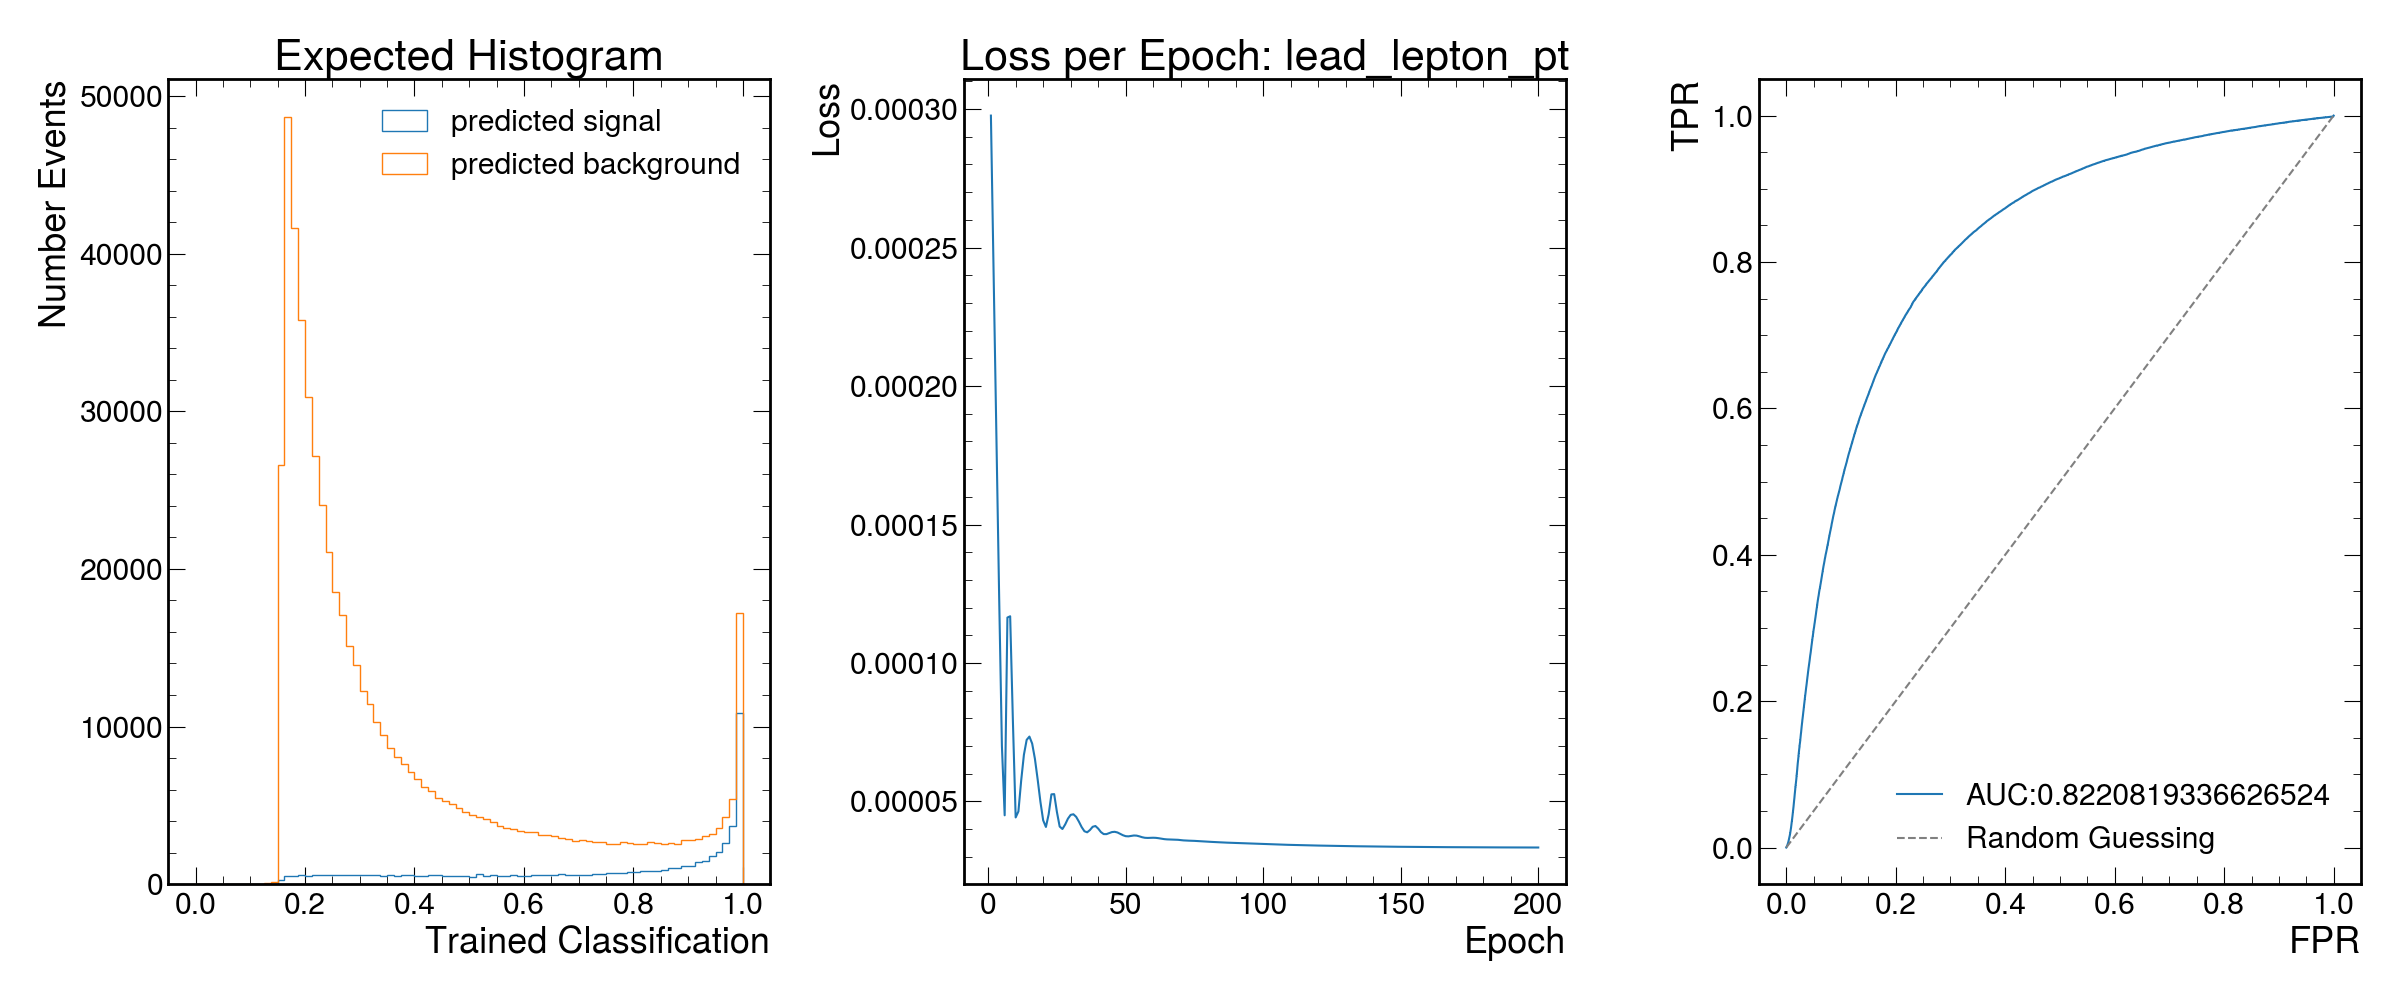 Expected Histogram
Number Events
50000
40000
30000
20000
10000
0
predicted signal
predicted background
0.0 0.2 0.4 0.6 0.8 1.0
Trained Classification
Loss per Epoch: lead_lepton_pt
Loss
0.00030
0.00025
0.00020
0.00015
0.00010
0.00005
0 50 100 150 200
Epoch
TPR
1.0
0.8
0.6
0.4
0.2
0.0
AUC:0.8220819336626524
Random Guessing
0.0 0.2 0.4 0.6 0.8 1.0
FPR